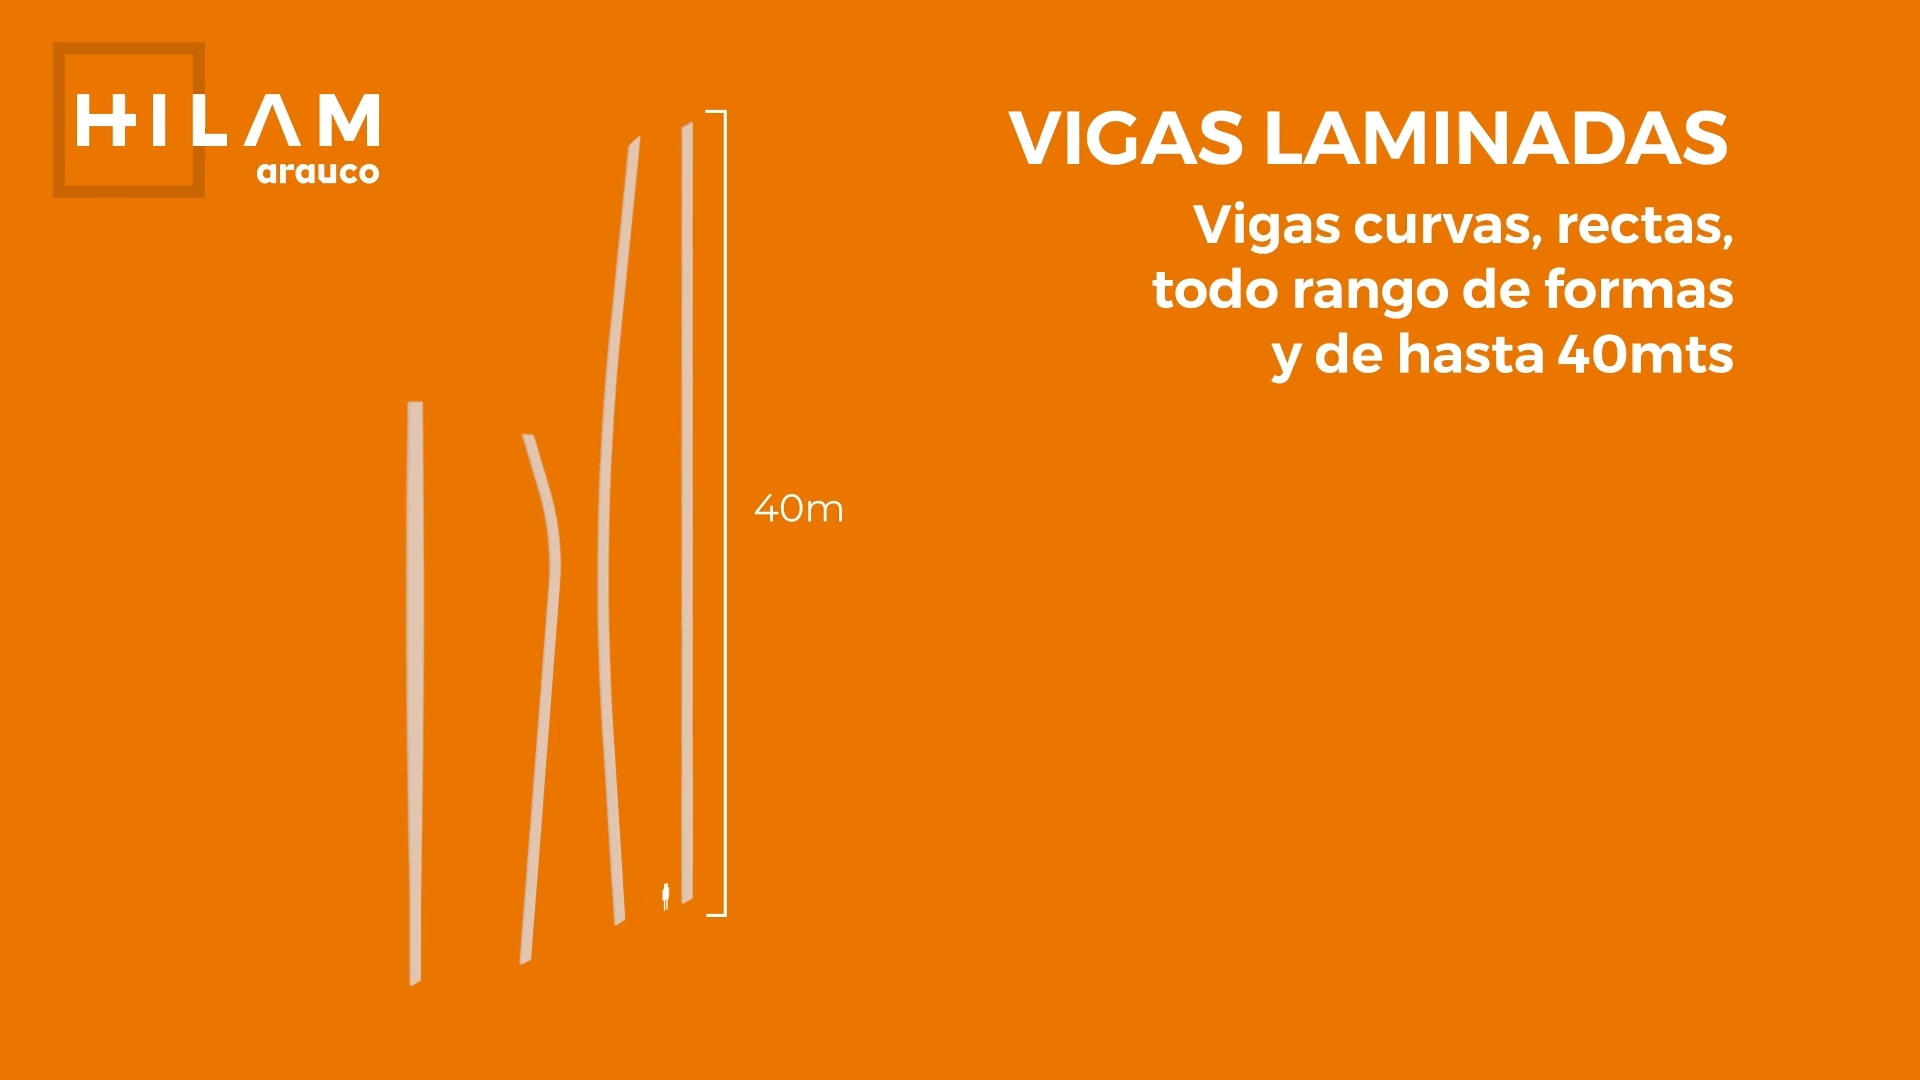 HILAM
arauco
VIGAS LAMINADAS
Vigas curvas, rectas,
todo rango de formas
y de hasta 40mts
40m